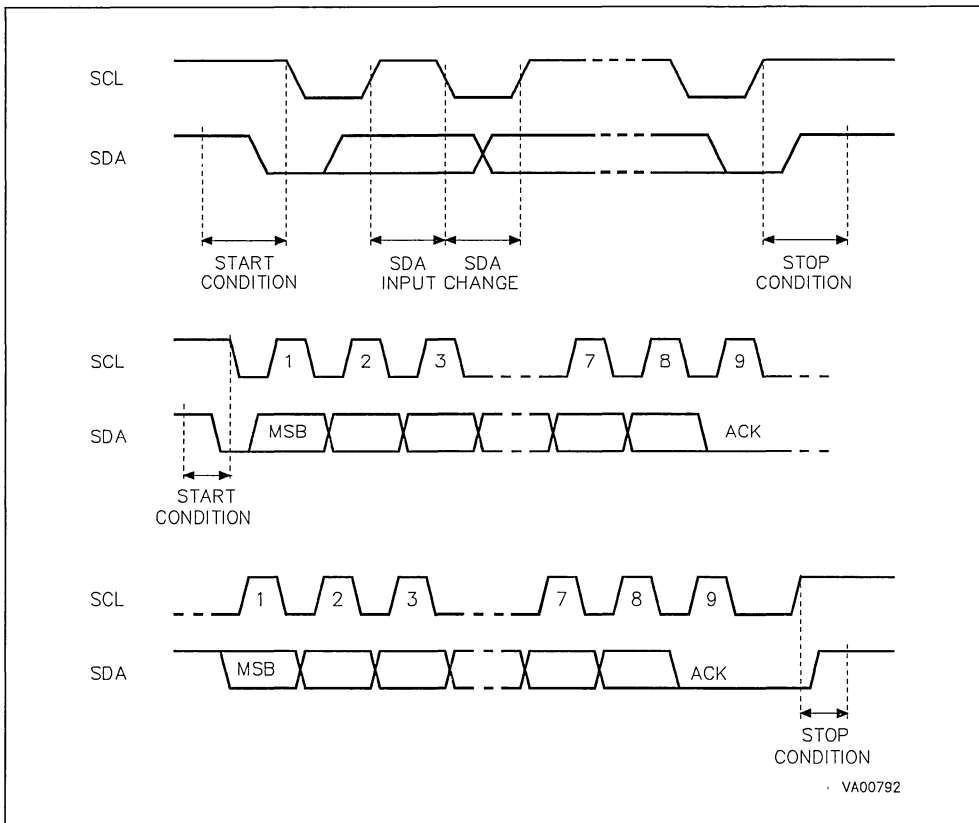 SCL
SDA
START CONDITION
SDA INPUT
SDA CHANGE
STOP CONDITION
SCL
1 2 3 7 8 9
SDA
MSB
ACK
START CONDITION
SCL
1 2 3 7 8 9
SDA
MSB
ACK
STOP CONDITION
VA00792